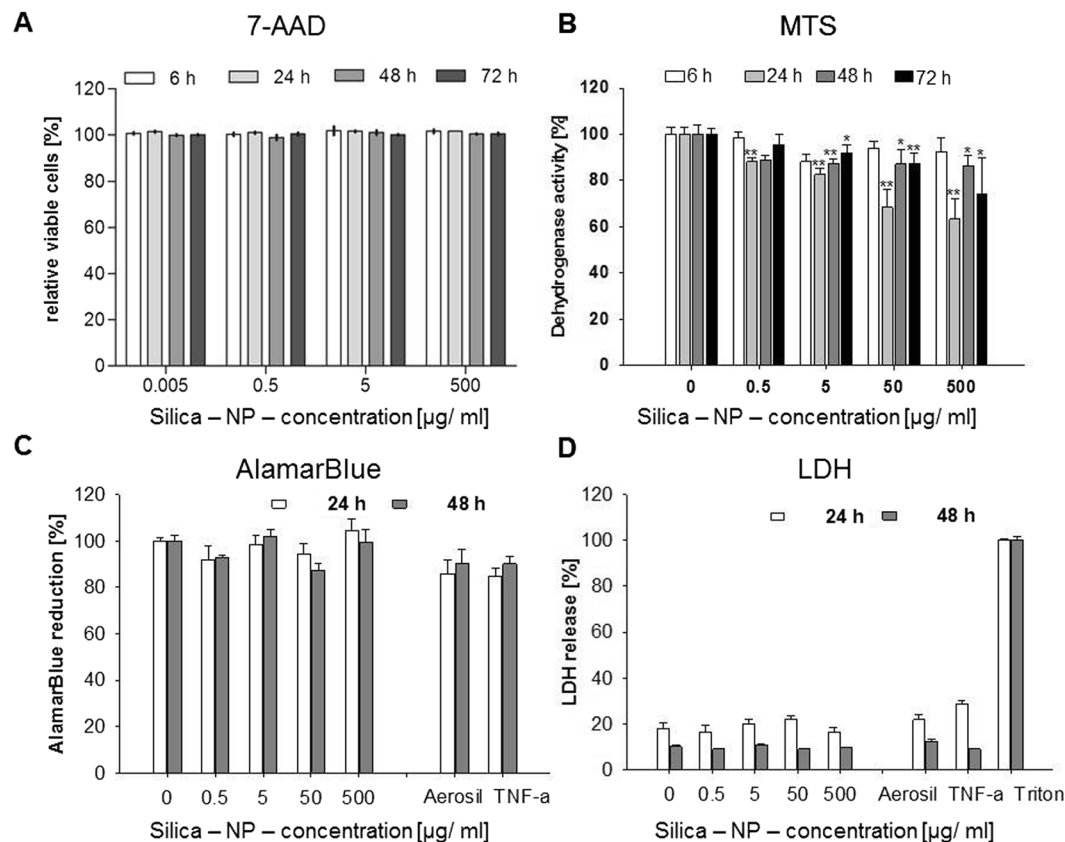 A
7-AAD
6 h 24 h 48 h 72 h
relative viable cells [%]
120
100
80
60
40
20
0
0.005 0.5 5 500
Silica – NP – concentration [µg/ ml]
B
MTS
6 h 24 h 48 h 72 h
Dehydrogenase activity [%]
120
100
80
60
40
20
0
** ** ** * ** * ** ** * *
0 0.5 5 50 500
Silica – NP – concentration [µg/ ml]
C
AlamarBlue
24 h 48 h
AlamarBlue reduction [%]
120
100
80
60
40
20
0
0 0.5 5 50 500 Aerosil TNF-a
Silica – NP – concentration [µg/ ml]
D
LDH
24 h 48 h
LDH release [%]
120
100
80
60
40
20
0
0 0.5 5 50 500 Aerosil TNF-a Triton
Silica – NP – concentration [µg/ ml]